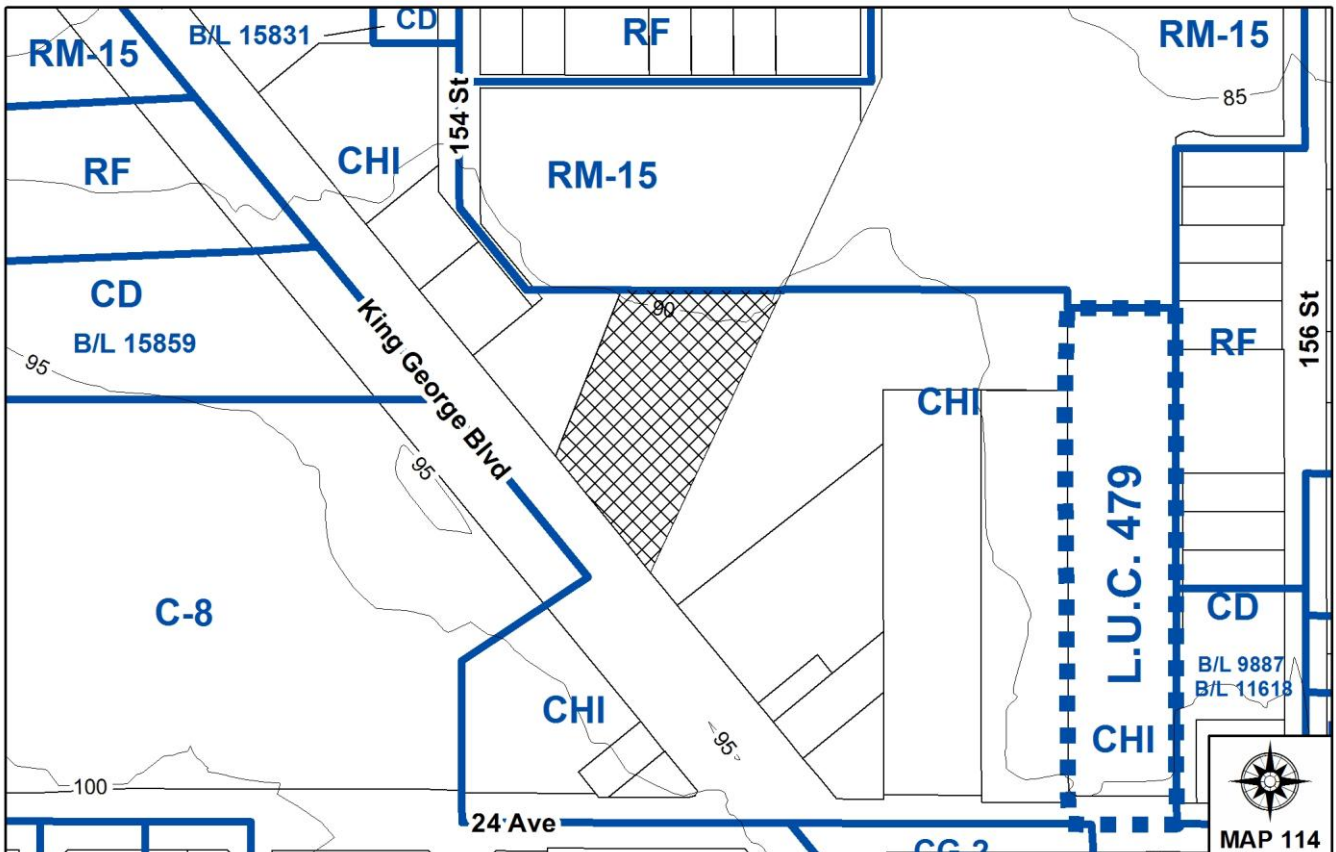 CD
B/L 15831
RF
RM-15
RM-15
154 St
85
CHI
RF
RM-15
CD
B/L 15859
90
King George Blvd
156 St
RF
95
CHI
95
L.U.C. 479
C-8
CD
B/L 9887
B/L 11618
CHI
95
CHI
100
24 Ave
MAP 114
CG-2